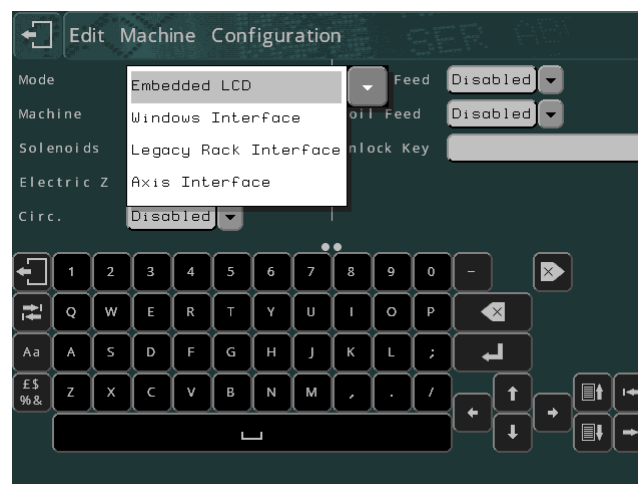 Edit Machine Configuration
Mode
Embedded LCD
Feed
Disabled
Machine
Windows Interface
oil Feed
Disabled
Solenoids
Legacy Rack Interface
nlock Key
Electric Z
Axis Interface
Circ.
Disabled
1 2 3 4 5 6 7 8 9 0 -
Q W E R T Y U I O P
Aa A S D F G H J K L ;
£$
%& Z X C V B N M , . /